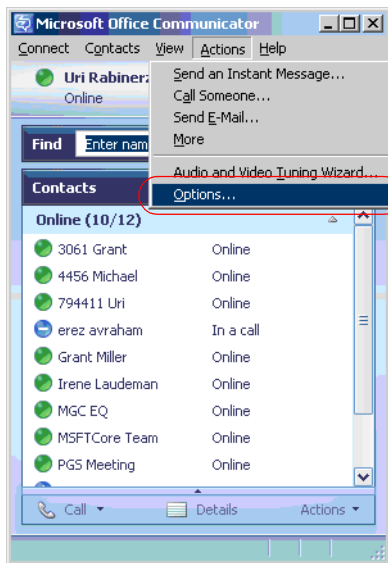 Microsoft Office Communicator
Connect Contacts View Actions Help
Uri
Online
Send an Instant Message...
Call Someone...
Send E-Mail...
More
Audio and Video Tuning Wizard...
Options...
Find Enter
Contacts
Online (10/12)
3061 Grant Online
4456 Michael Online
794411 Uri Online
erez avraham In a call
Grant Miller Online
Irene Laudeman Online
MGC EQ Online
MSFTCore Team Online
PGS Meeting Online
Call Details Actions